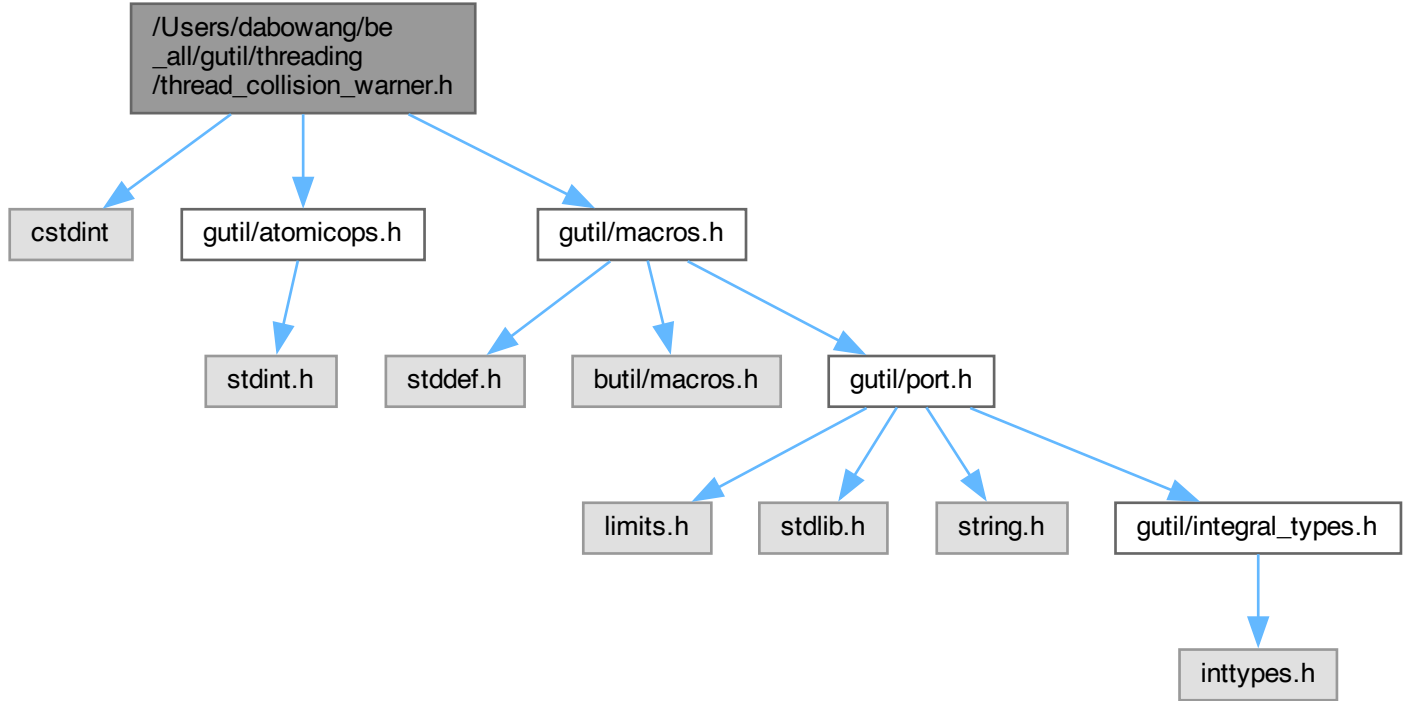 /Users/dabowang/be
_all/gutil/threading
/thread_collision_warner.h
cstdint
gutil/atomicops.h
gutil/macros.h
stdint.h
stddef.h
butil/macros.h
gutil/port.h
limits.h
stdlib.h
string.h
gutil/integral_types.h
inttypes.h